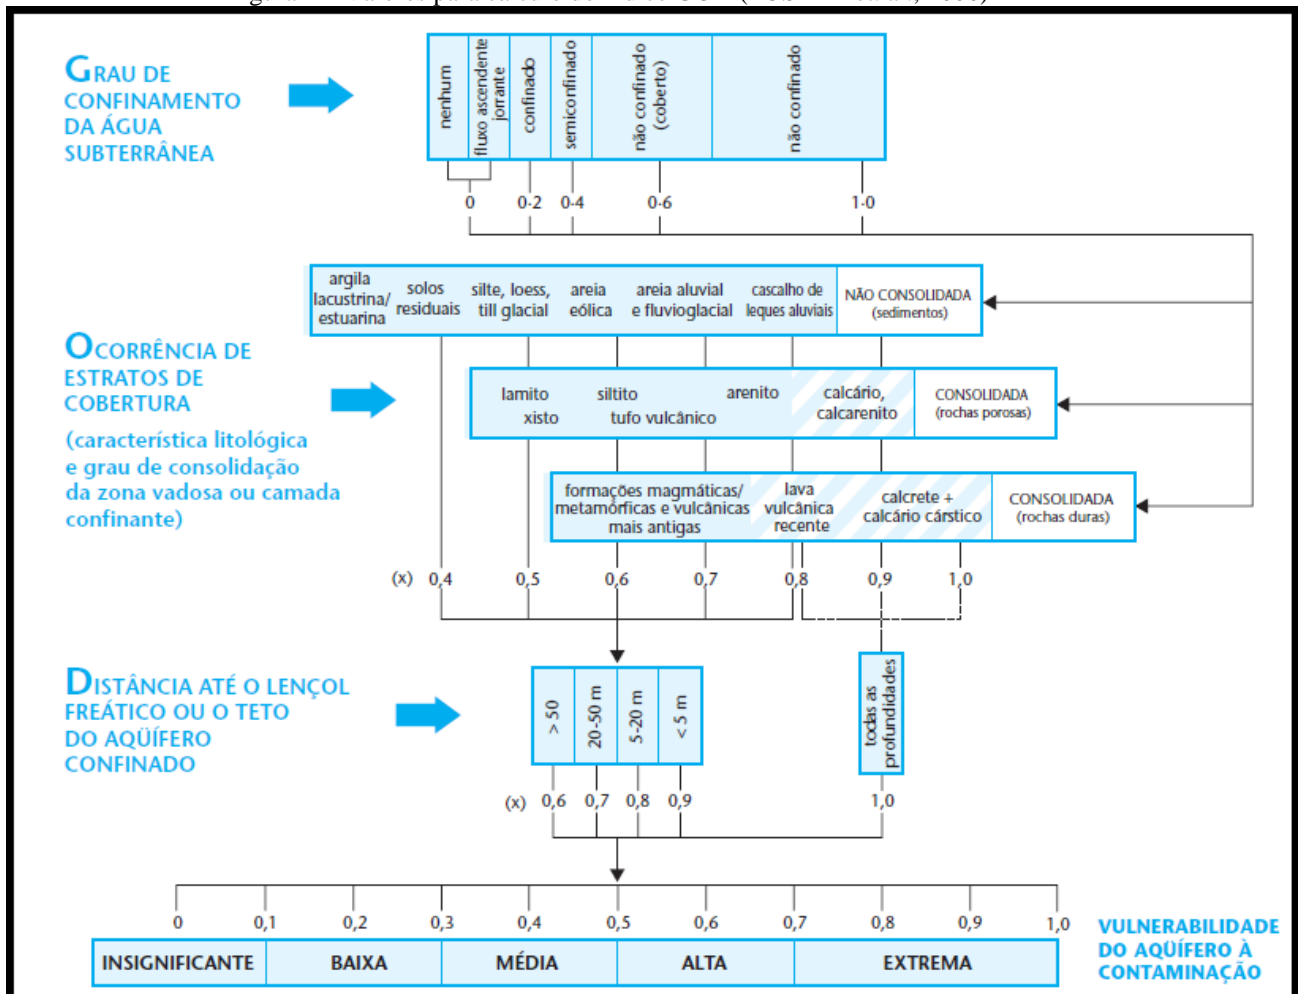 GRAU DE
CONFINAMENTO
DA ÁGUA
SUBTERRÂNEA
nenhum
fluxo ascendente
jorrante
confinado
semiconfinado
não confinado
(coberto)
não confinado
0
0·2
0·4
0·6
1·0
OCORRÊNCIA DE
ESTRATOS DE
COBERTURA
(característica litológica
e grau de consolidação
da zona vadosa ou camada
confinante)
argila
lacustrina/
estuarina
solos
residuais
silte, loess,
till glacial
areia
eólica
areia aluvial
e fluvioglacial
cascalho de
leques aluviais
NÃO CONSOLIDADA
(sedimentos)
lamito
xisto
siltito
tufo vulcânico
arenito
calcário,
calcarenito
CONSOLIDADA
(rochas porosas)
formações magmáticas/
metamórficas e vulcânicas
mais antigas
lava
vulcânica
recente
calcrete +
calcário cárstico
CONSOLIDADA
(rochas duras)
(x) 0,4 0,5 0,6 0,7 0,8 0,9 1,0
DISTÂNCIA ATÉ O LENÇOL
FREÁTICO OU O TETO
DO AQÜÍFERO
CONFINADO
> 50
20-50 m
5-20 m
< 5 m
todas as
profundidades
(x) 0,6 0,7 0,8 0,9 1,0
0 0,1 0,2 0,3 0,4 0,5 0,6 0,7 0,8 0,9 1,0
INSIGNIFICANTE BAIXA MÉDIA ALTA EXTREMA
VULNERABILIDADE
DO AQÜÍFERO À
CONTAMINAÇÃO